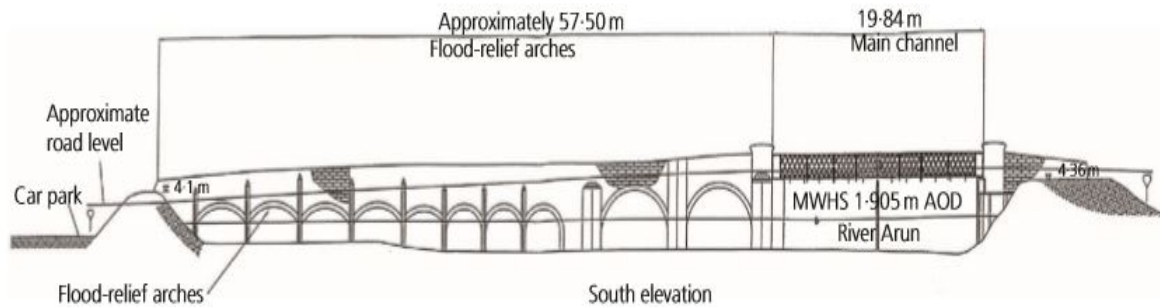 Approximately 57·50 m
Flood-relief arches
19·84 m
Main channel
Approximate
road level
Car park
4·1 m
4·36 m
MWHS 1·905 m AOD
River Arun
Flood-relief arches
South elevation